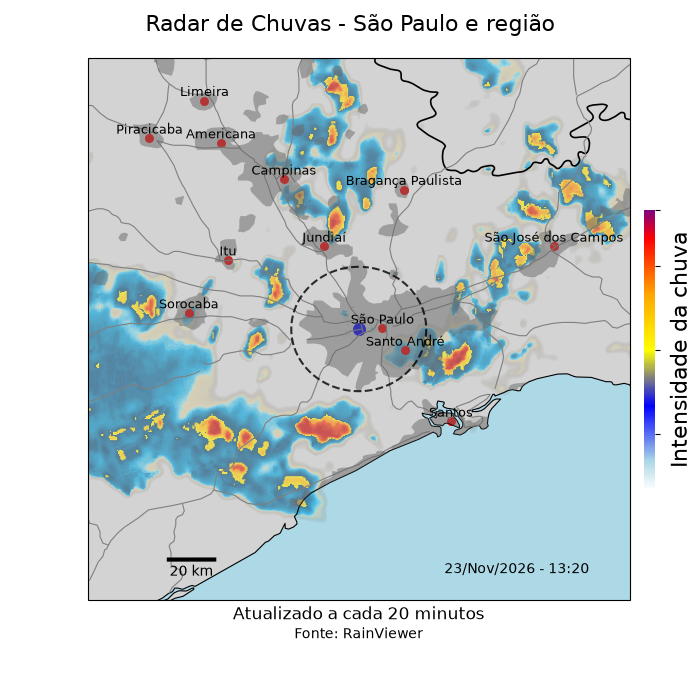 Radar de Chuvas - São Paulo e região
Limeira
Piracicaba
Americana
Campinas
Bragança Paulista
Jundiaí
São José dos Campos
Itu
Sorocaba
São Paulo
Santo André
Santos
20 km
23/Nov/2026 - 13:20
Intensidade da chuva
Atualizado a cada 20 minutos
Fonte: RainViewer